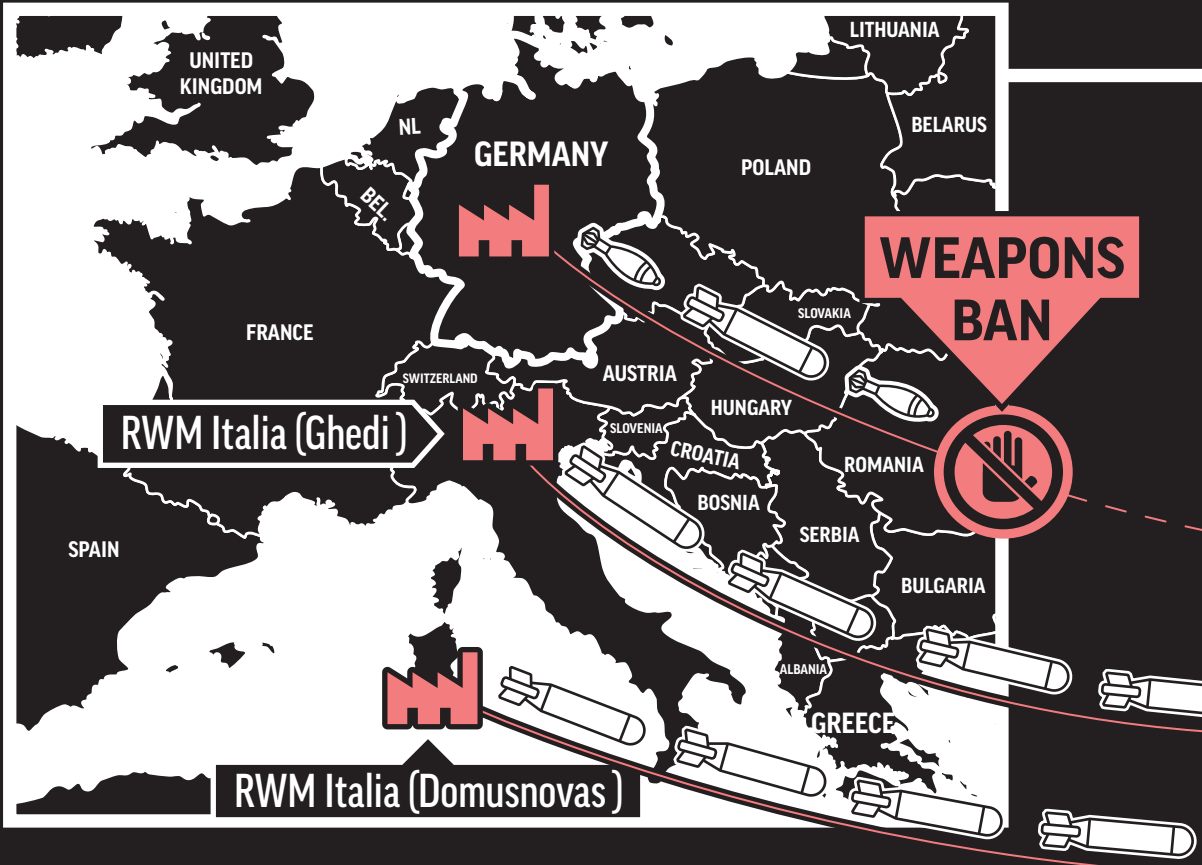 LITHUANIA
UNITED
KINGDOM
NL
BELARUS
GERMANY
POLAND
BEL.
WEAPONS
BAN
SLOVAKIA
FRANCE
SWITZERLAND
AUSTRIA
HUNGARY
RWM Italia (Ghedi )
SLOVENIA
CROATIA
ROMANIA
BOSNIA
SERBIA
SPAIN
BULGARIA
ALBANIA
GREECE
RWM Italia (Domusnovas )